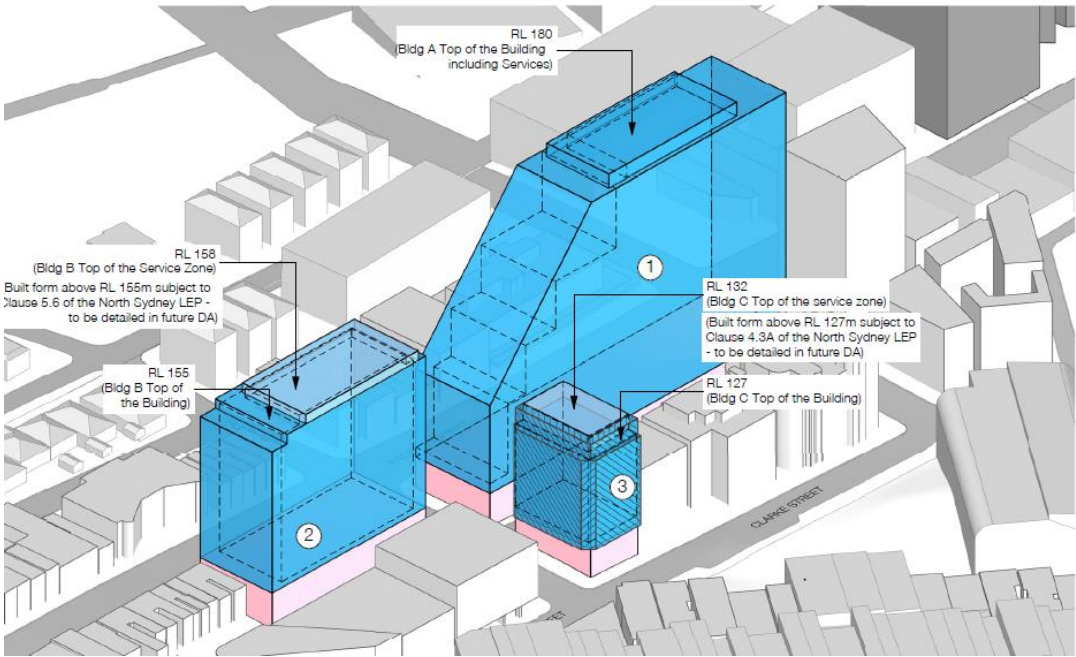 RL 180
(Bldg A Top of the Building
including Services)
1
RL 158
(Bldg B Top of the Service Zone)
Built form above RL 155m subject to
Clause 5.6 of the North Sydney LEP -
to be detailed in future DA)
RL 132
(Bldg C Top of the service zone)
(Built form above RL 127m subject to
Clause 4.3A of the North Sydney LEP
- to be detailed in future DA)
RL 155
(Bldg B Top of
the Building)
RL 127
(Bldg C Top of the Building)
3
CLARKE STREET
2
STREET